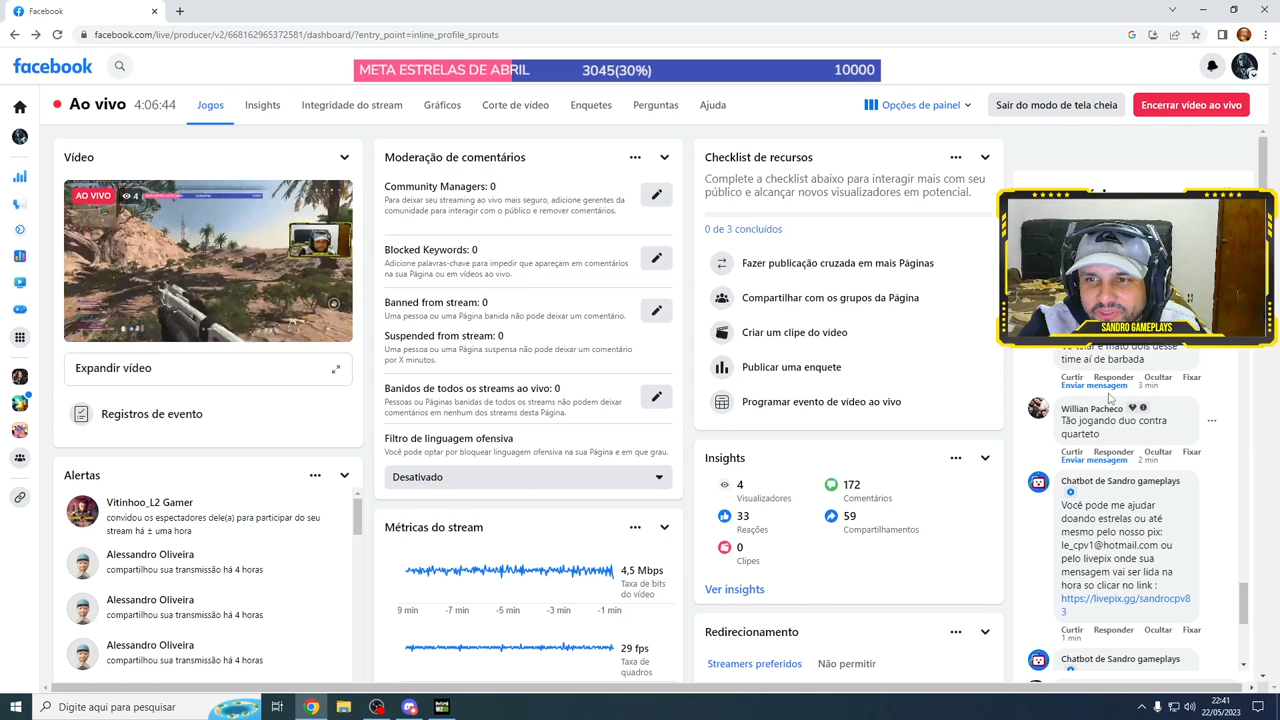 Facebook
facebook.com/live/producer/v2/668162965372581/dashboard/?entry_point=inline_profile_sprouts
facebook
META ESTRELAS DE ABRIL 3045(30%) 10000
Ao vivo 4:06:44
Jogos
Insights
Integridade do stream
Gráficos
Corte de vídeo
Enquetes
Perguntas
Ajuda
Opções de painel
Sair do modo de tela cheia
Encerrar vídeo ao vivo
Vídeo
AO VIVO
4
Expandir vídeo
Registros de evento
Alertas
Vitinhoo_L2 Gamer
convidou os espectadores dele(a) para participar do seu
stream há ± uma hora
Alessandro Oliveira
compartilhou sua transmissão há 4 horas
Alessandro Oliveira
compartilhou sua transmissão há 4 horas
Alessandro Oliveira
compartilhou sua transmissão há 4 horas
Moderação de comentários
Community Managers: 0
Para deixar seu streaming ao vivo mais seguro, adicione gerentes da
comunidade para interagir com o público e remover comentários.
Blocked Keywords: 0
Adicione palavras-chave para impedir que apareçam em comentários
na sua Página ou em vídeos ao vivo.
Banned from stream: 0
Uma pessoa ou uma Página banida não pode deixar um comentário.
Suspended from stream: 0
Uma pessoa ou uma Página suspensa não pode deixar um comentário
por X minutos.
Banidos de todos os streams ao vivo: 0
Pessoas ou Páginas banidas de todos os streams não podem deixar
comentários em nenhum dos streams desta Página.
Filtro de linguagem ofensiva
Você pode optar por bloquear linguagem ofensiva na sua Página e em que grau.
Desativado
Métricas do stream
4,5 Mbps
Taxa de bits
do vídeo
9 min -7 min -5 min -3 min -1 min
29 fps
Taxa de
quadros
Checklist de recursos
Complete a checklist abaixo para interagir mais com seu
público e alcançar novos visualizadores em potencial.
0 de 3 concluídos
Fazer publicação cruzada em mais Páginas
Compartilhar com os grupos da Página
Criar um clipe do vídeo
Publicar uma enquete
Programar evento de vídeo ao vivo
Insights
4
Visualizadores
172
Comentários
33
Reações
59
Compartilhamentos
0
Clipes
Ver insights
Redirecionamento
Streamers preferidos
Não permitir
SANDRO GAMEPLAYS
time aí de barbada
Curtir Responder Ocultar Fixar
Enviar mensagem 3 min
Willian Pacheco
Tão jogando duo contra
quarteto
Curtir Responder Ocultar Fixar
Enviar mensagem 2 min
Chatbot de Sandro gameplays
Você pode me ajudar
doando estrelas ou até
mesmo pelo nosso pix:
le_cpv1@hotmail.com ou
pelo livepix onde sua
mensagem vai ser lida na
hora so clicar no link :
https://livepix.gg/sandrocpv8
3
Curtir Responder Ocultar Fixar
1 min
Chatbot de Sandro gameplays
Digite aqui para pesquisar
22:41
22/05/2023